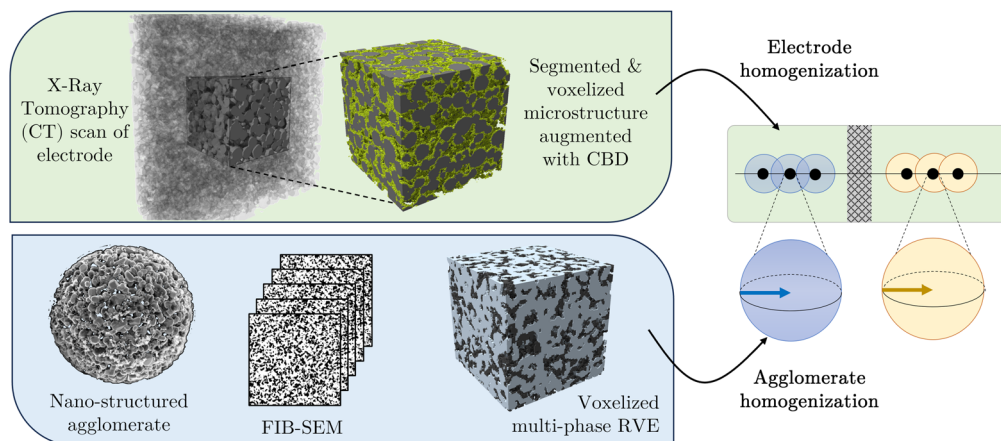 X-Ray
Tomography
(CT) scan of
electrode
Segmented &
voxelized
microstructure
augmented
with CBD
Electrode
homogenization
Nano-structured
agglomerate
FIB-SEM
Voxelized
multi-phase RVE
Agglomerate
homogenization